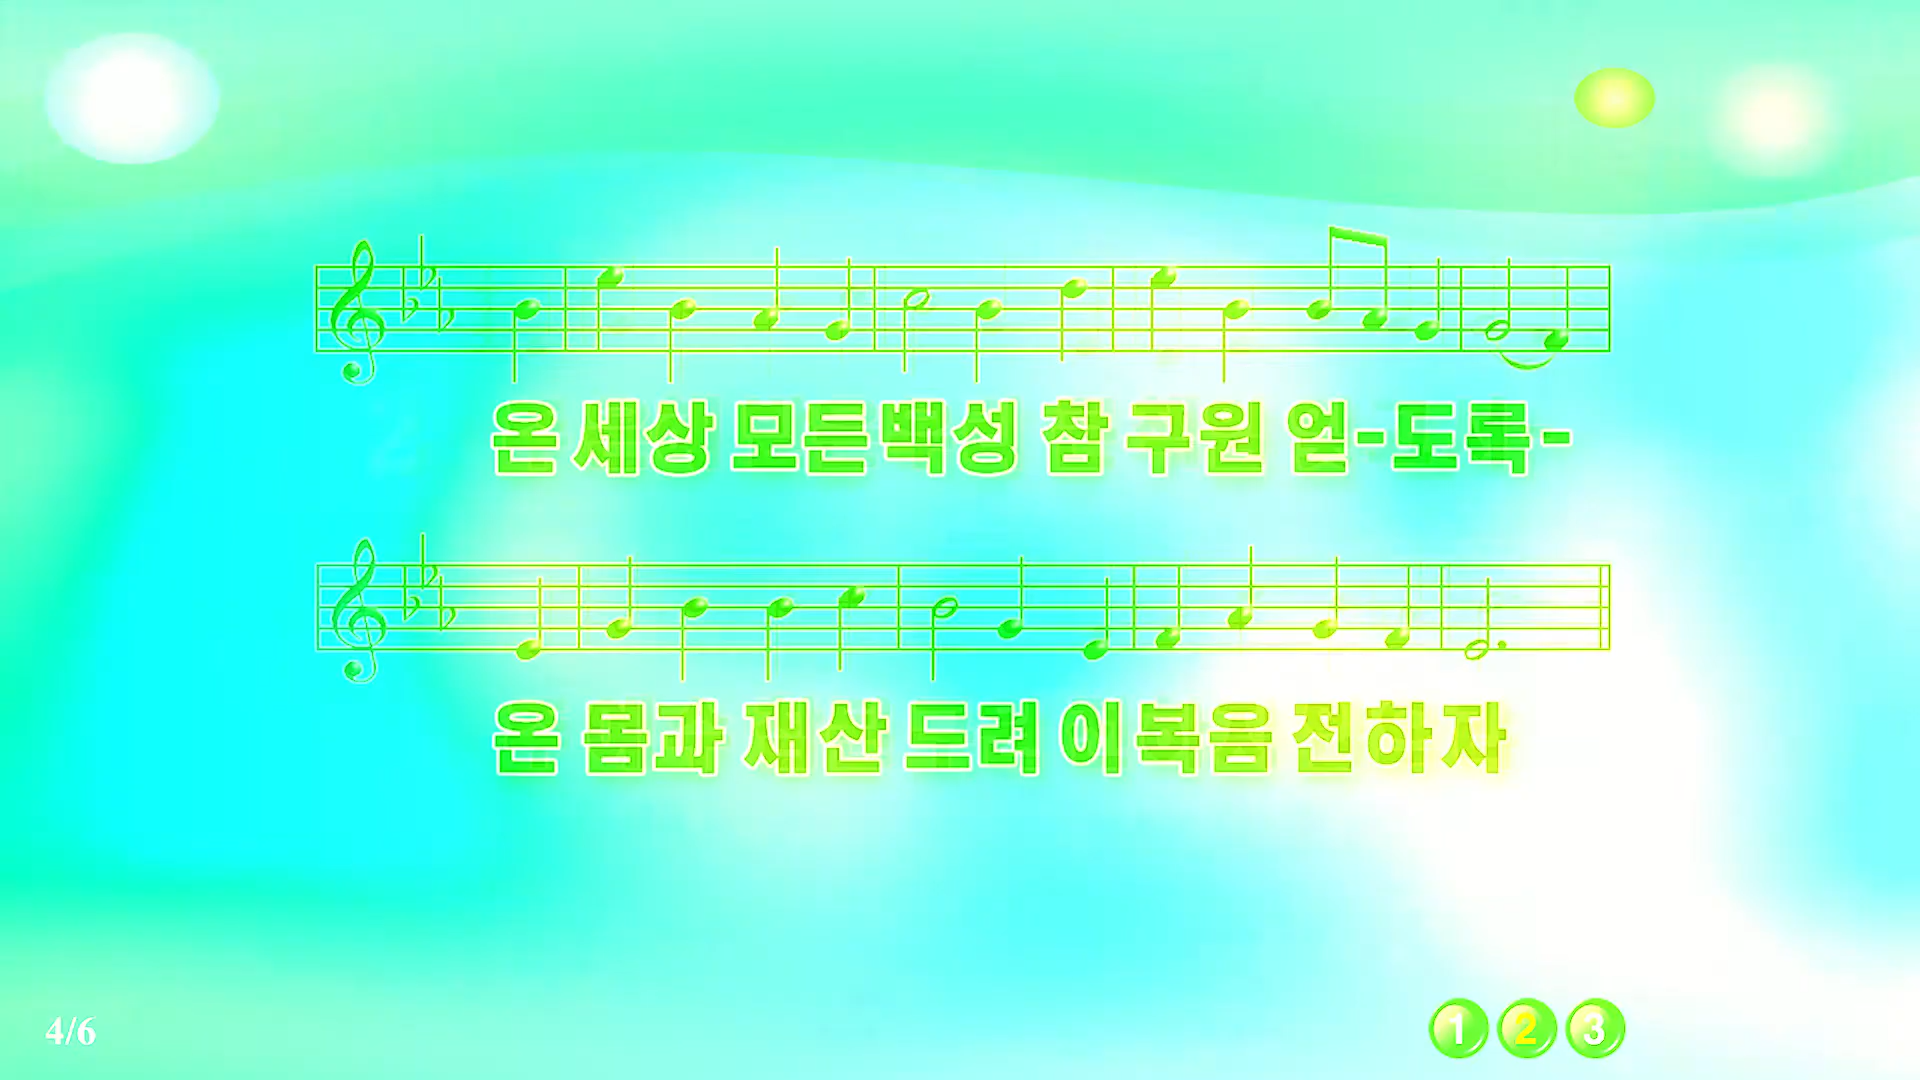 온 세상 모든 백성 참 구원 얻-도록-
온 몸과 재산 드려 이 복음 전하자
4/6
1 2 3